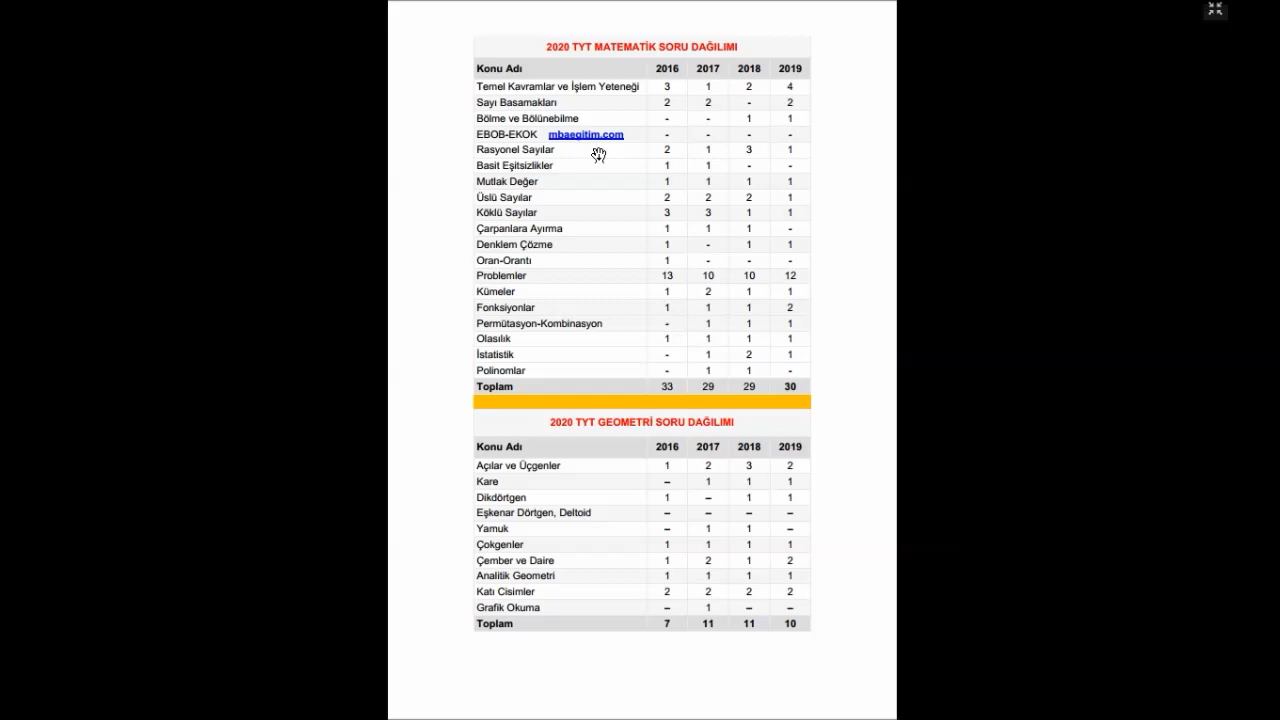 2020 TYT MATEMATİK SORU DAĞILIMI
Konu Adı 2016 2017 2018 2019
Temel Kavramlar ve İşlem Yeteneği 3 1 2 4
Sayı Basamakları 2 2 - 2
Bölme ve Bölünebilme - - 1 1
EBOB-EKOK mbaegitim.com - - - -
Rasyonel Sayılar 2 1 3 1
Basit Eşitsizlikler 1 1 - -
Mutlak Değer 1 1 1 1
Üslü Sayılar 2 2 2 1
Köklü Sayılar 3 3 1 1
Çarpanlara Ayırma 1 1 1 -
Denklem Çözme 1 - 1 1
Oran-Orantı 1 - - -
Problemler 13 10 10 12
Kümeler 1 2 1 1
Fonksiyonlar 1 1 1 2
Permütasyon-Kombinasyon - 1 1 1
Olasılık 1 1 1 1
İstatistik - 1 2 1
Polinomlar - 1 1 -
Toplam 33 29 29 30
2020 TYT GEOMETRİ SORU DAĞILIMI
Konu Adı 2016 2017 2018 2019
Açılar ve Üçgenler 1 2 3 2
Kare – 1 1 1
Dikdörtgen 1 – 1 1
Eşkenar Dörtgen, Deltoid – – – –
Yamuk – 1 1 –
Çokgenler 1 1 1 1
Çember ve Daire 1 2 1 2
Analitik Geometri 1 1 1 1
Katı Cisimler 2 2 2 2
Grafik Okuma – 1 – –
Toplam 7 11 11 10